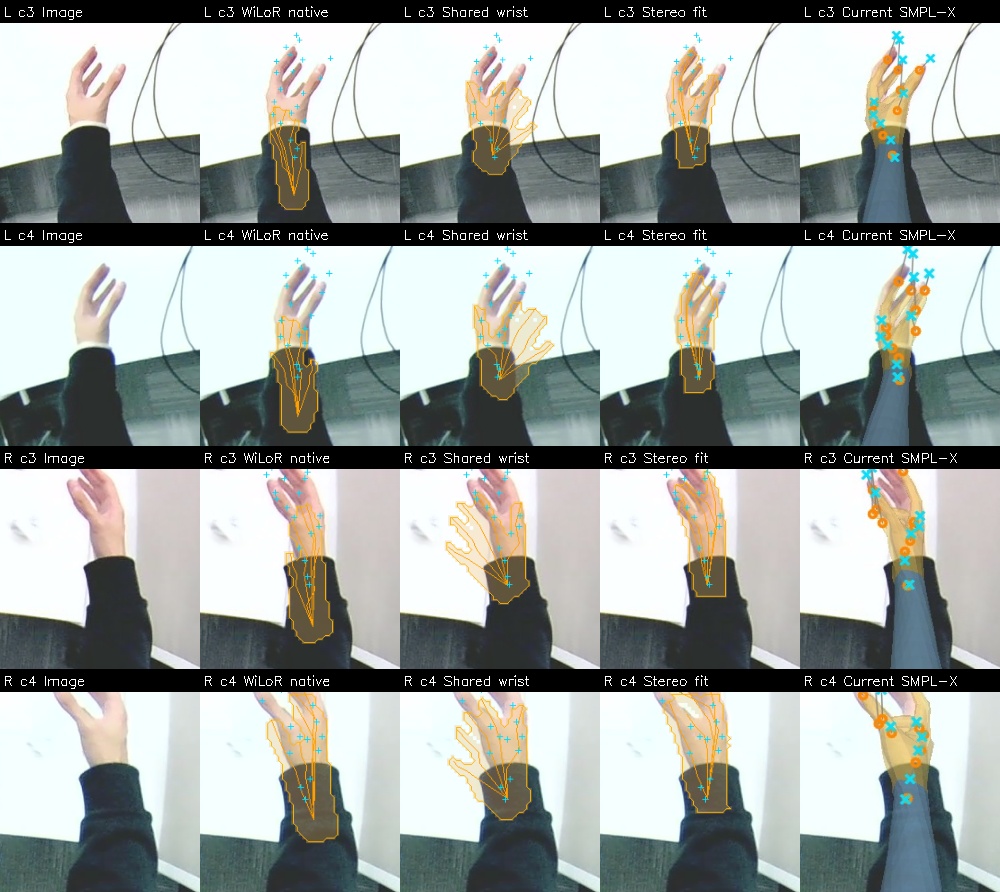 L c3 Image
L c3 WiLoR native
L c3 Shared wrist
L c3 Stereo fit
L c3 Current SMPL-X
L c4 Image
L c4 WiLoR native
L c4 Shared wrist
L c4 Stereo fit
L c4 Current SMPL-X
R c3 Image
R c3 WiLoR native
R c3 Shared wrist
R c3 Stereo fit
R c3 Current SMPL-X
R c4 Image
R c4 WiLoR native
R c4 Shared wrist
R c4 Stereo fit
R c4 Current SMPL-X